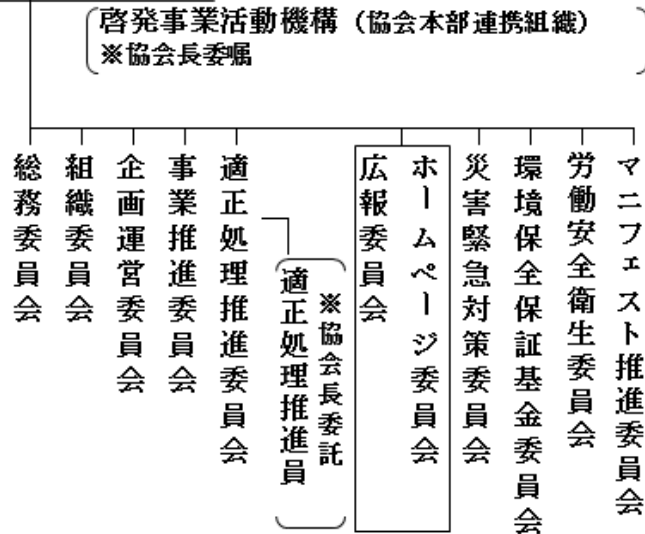 啓発事業活動機構（協会本部連携組織）
※協会長委嘱
総務委員会
組織委員会
企画運営委員会
事業推進委員会
適正処理推進委員会
※協会長委託
適正処理推進員
広報委員会
ホームページ委員会
災害緊急対策委員会
環境保全保証基金委員会
労働安全衛生委員会
マニフェスト推進委員会